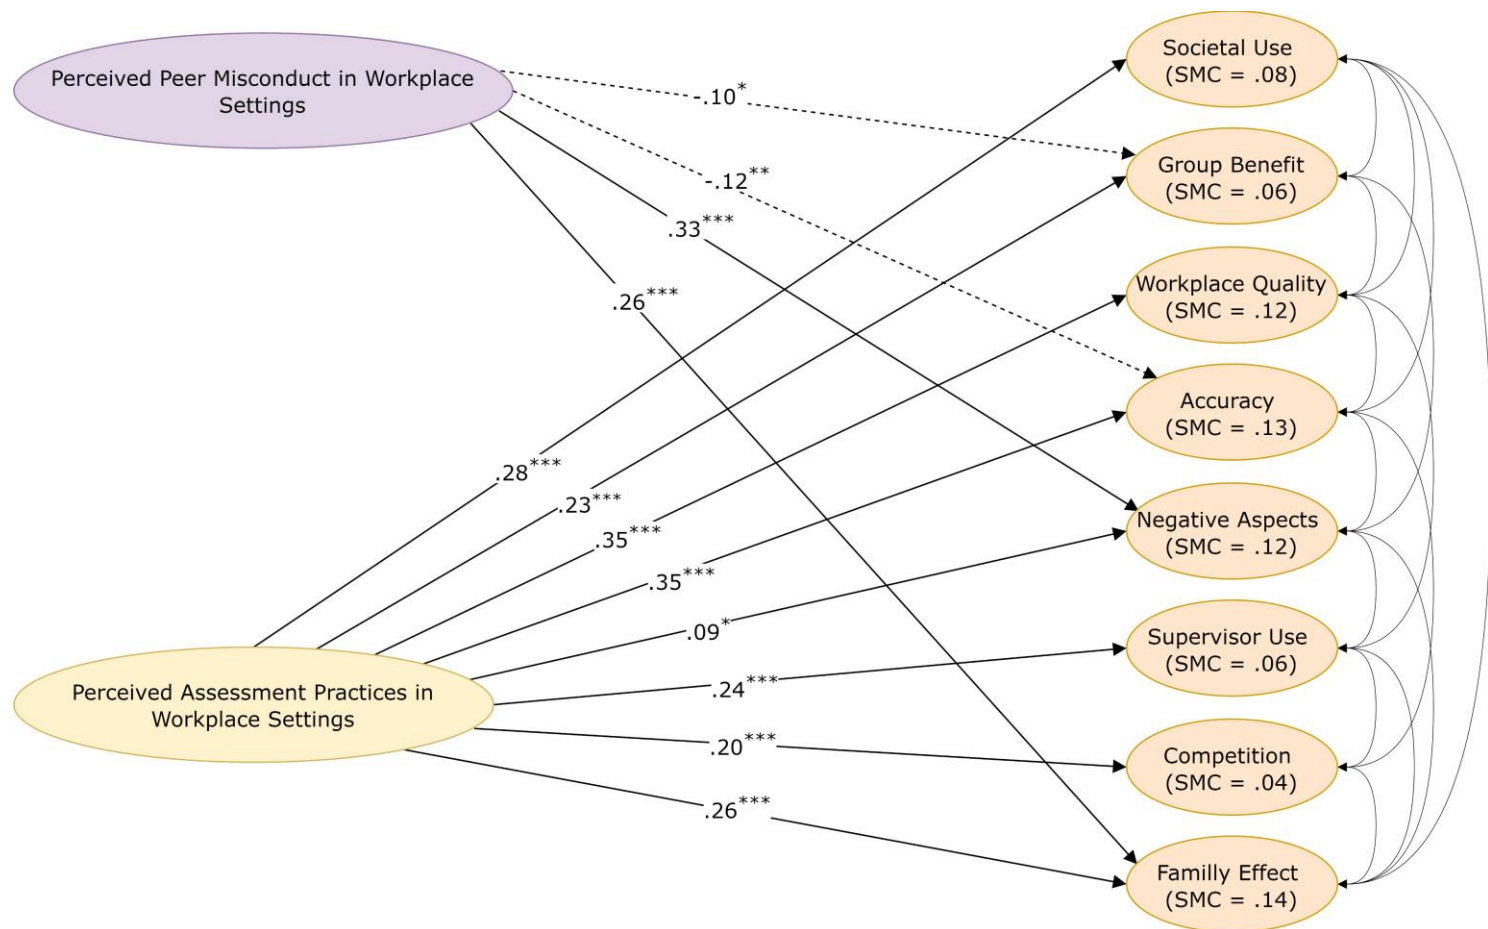 Perceived Peer Misconduct in Workplace
Settings
Societal Use
(SMC = .08)
-.10*
Group Benefit
(SMC = .06)
-.12**
.33***
.26***
Workplace Quality
(SMC = .12)
Accuracy
(SMC = .13)
.28***
.23***
.35***
.35***
Negative Aspects
(SMC = .12)
.09*
Supervisor Use
(SMC = .06)
Perceived Assessment Practices in
Workplace Settings
.24***
.20***
Competition
(SMC = .04)
.26***
Familly Effect
(SMC = .14)